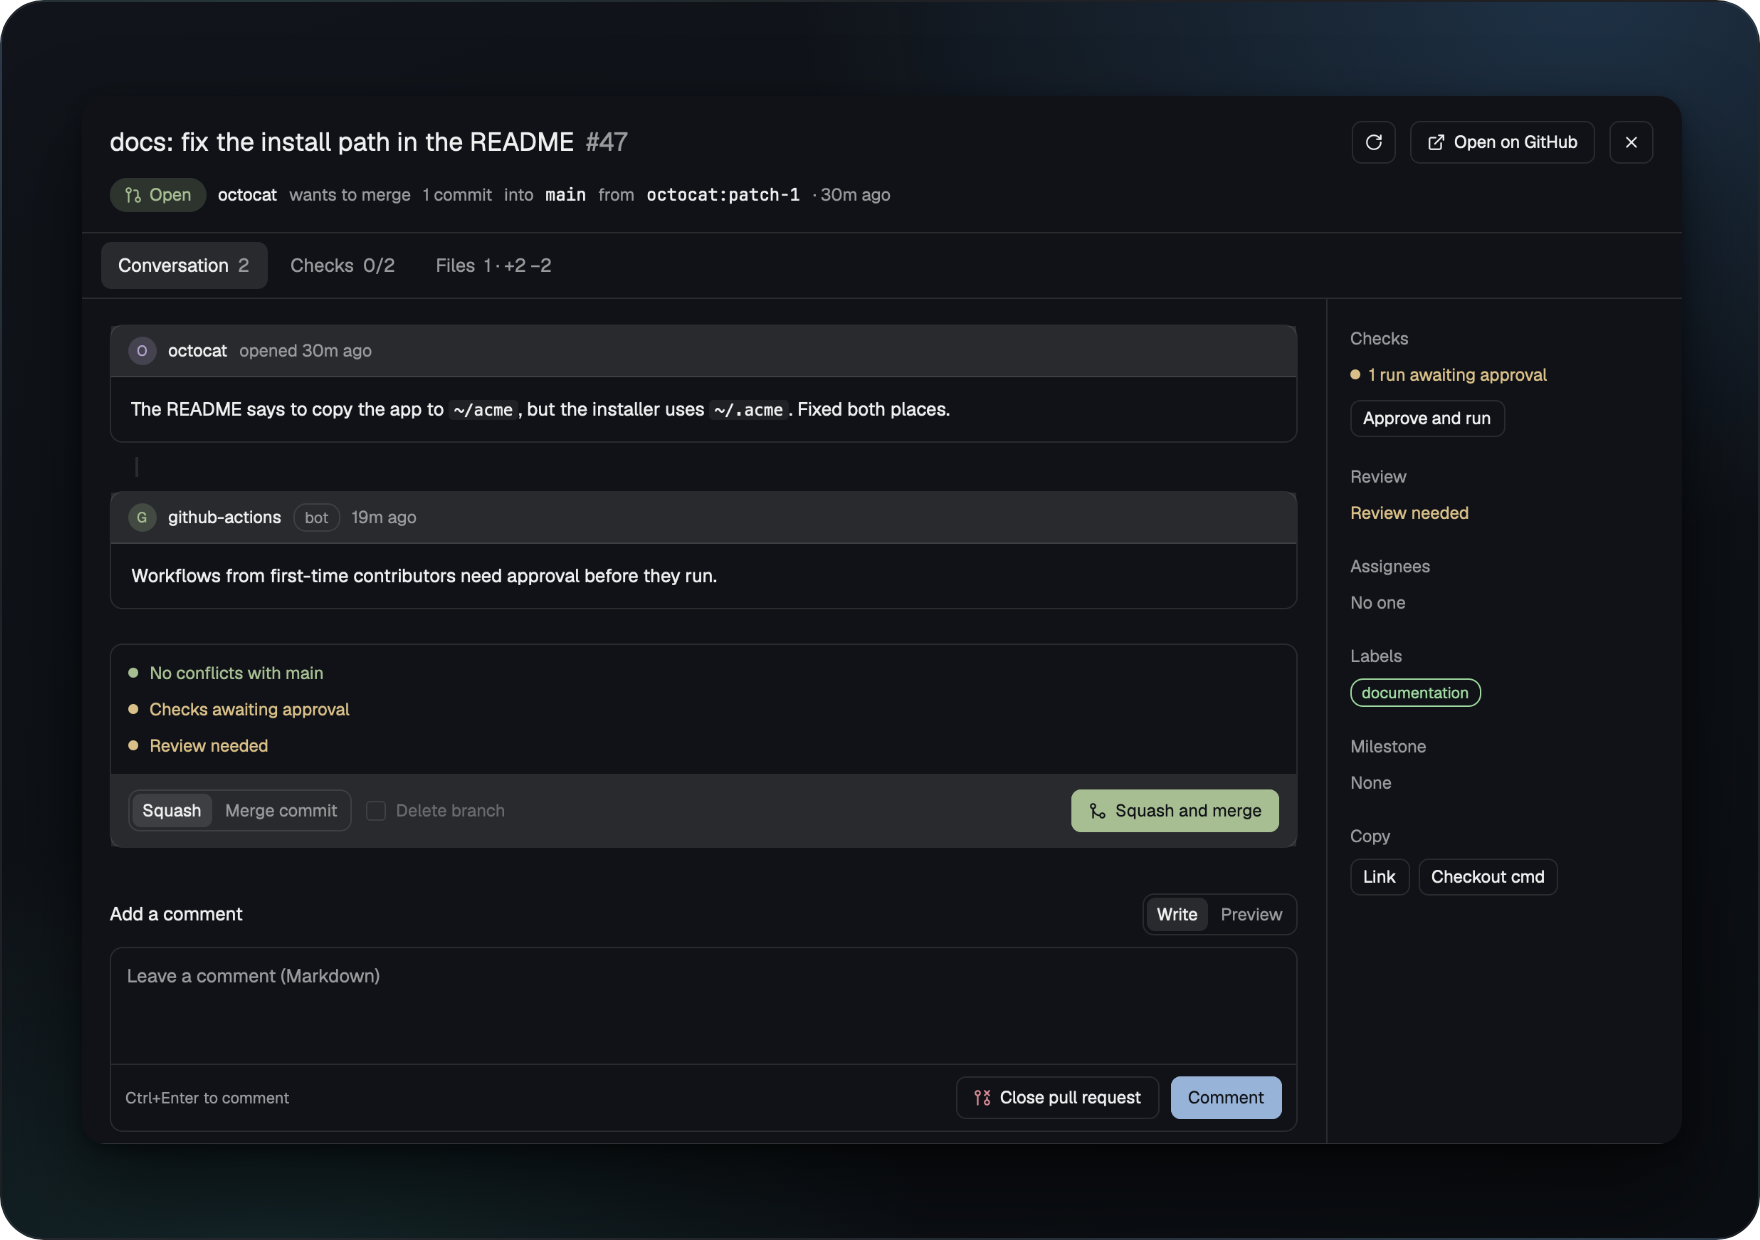 docs: fix the install path in the README #47
Open on GitHub
Open octocat wants to merge 1 commit into main from octocat:patch-1 · 30m ago
Conversation 2
Checks 0/2
Files 1 · +2 −2
O octocat opened 30m ago
The README says to copy the app to ~/acme, but the installer uses ~/.acme. Fixed both places.
G github-actions bot 19m ago
Workflows from first-time contributors need approval before they run.
No conflicts with main
Checks awaiting approval
Review needed
Squash Merge commit Delete branch Squash and merge
Add a comment
Write Preview
Leave a comment (Markdown)
Ctrl+Enter to comment
Close pull request
Comment
Checks
1 run awaiting approval
Approve and run
Review
Review needed
Assignees
No one
Labels
documentation
Milestone
None
Copy
Link
Checkout cmd